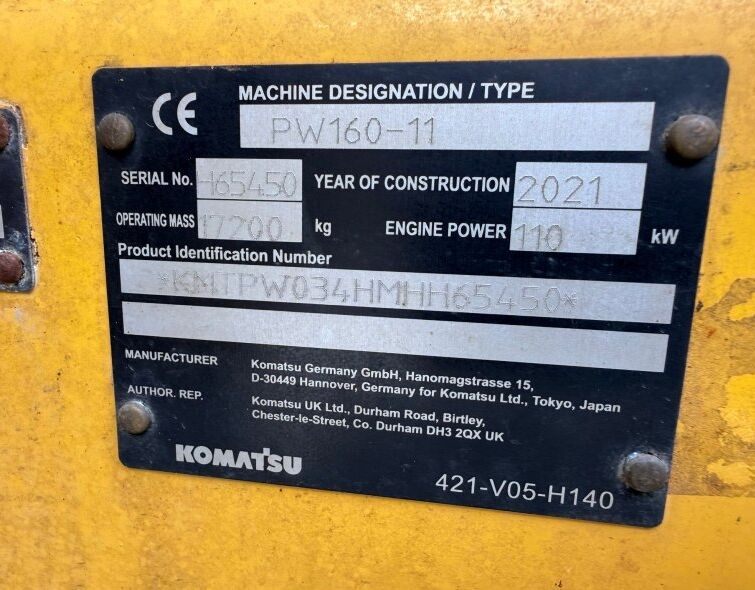 CE
MACHINE DESIGNATION / TYPE
PW160-11
SERIAL No. H65450 YEAR OF CONSTRUCTION 2021
OPERATING MASS 17200 kg ENGINE POWER 110 kW
Product Identification Number
*KMTPW034HMHH65450*
MANUFACTURER Komatsu Germany GmbH, Hanomagstrasse 15,
D-30449 Hannover, Germany for Komatsu Ltd., Tokyo, Japan
AUTHOR. REP. Komatsu UK Ltd., Durham Road, Birtley,
Chester-le-Street, Co. Durham DH3 2QX UK
KOMATSU
421-V05-H140